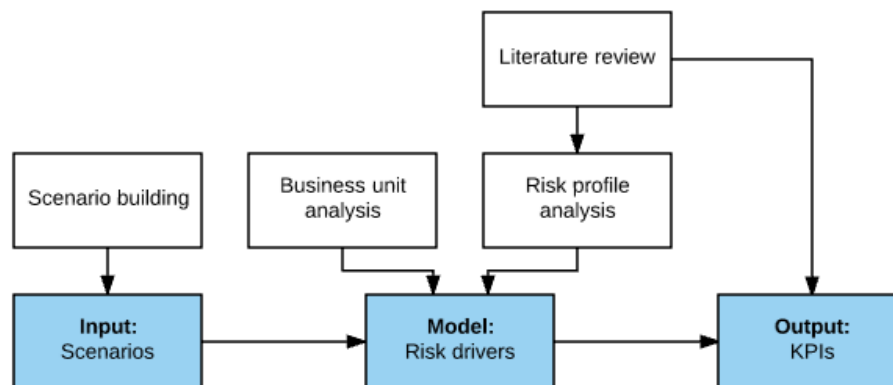 Literature review
Scenario building
Business unit
analysis
Risk profile
analysis
Input:
Scenarios
Model:
Risk drivers
Output:
KPIs